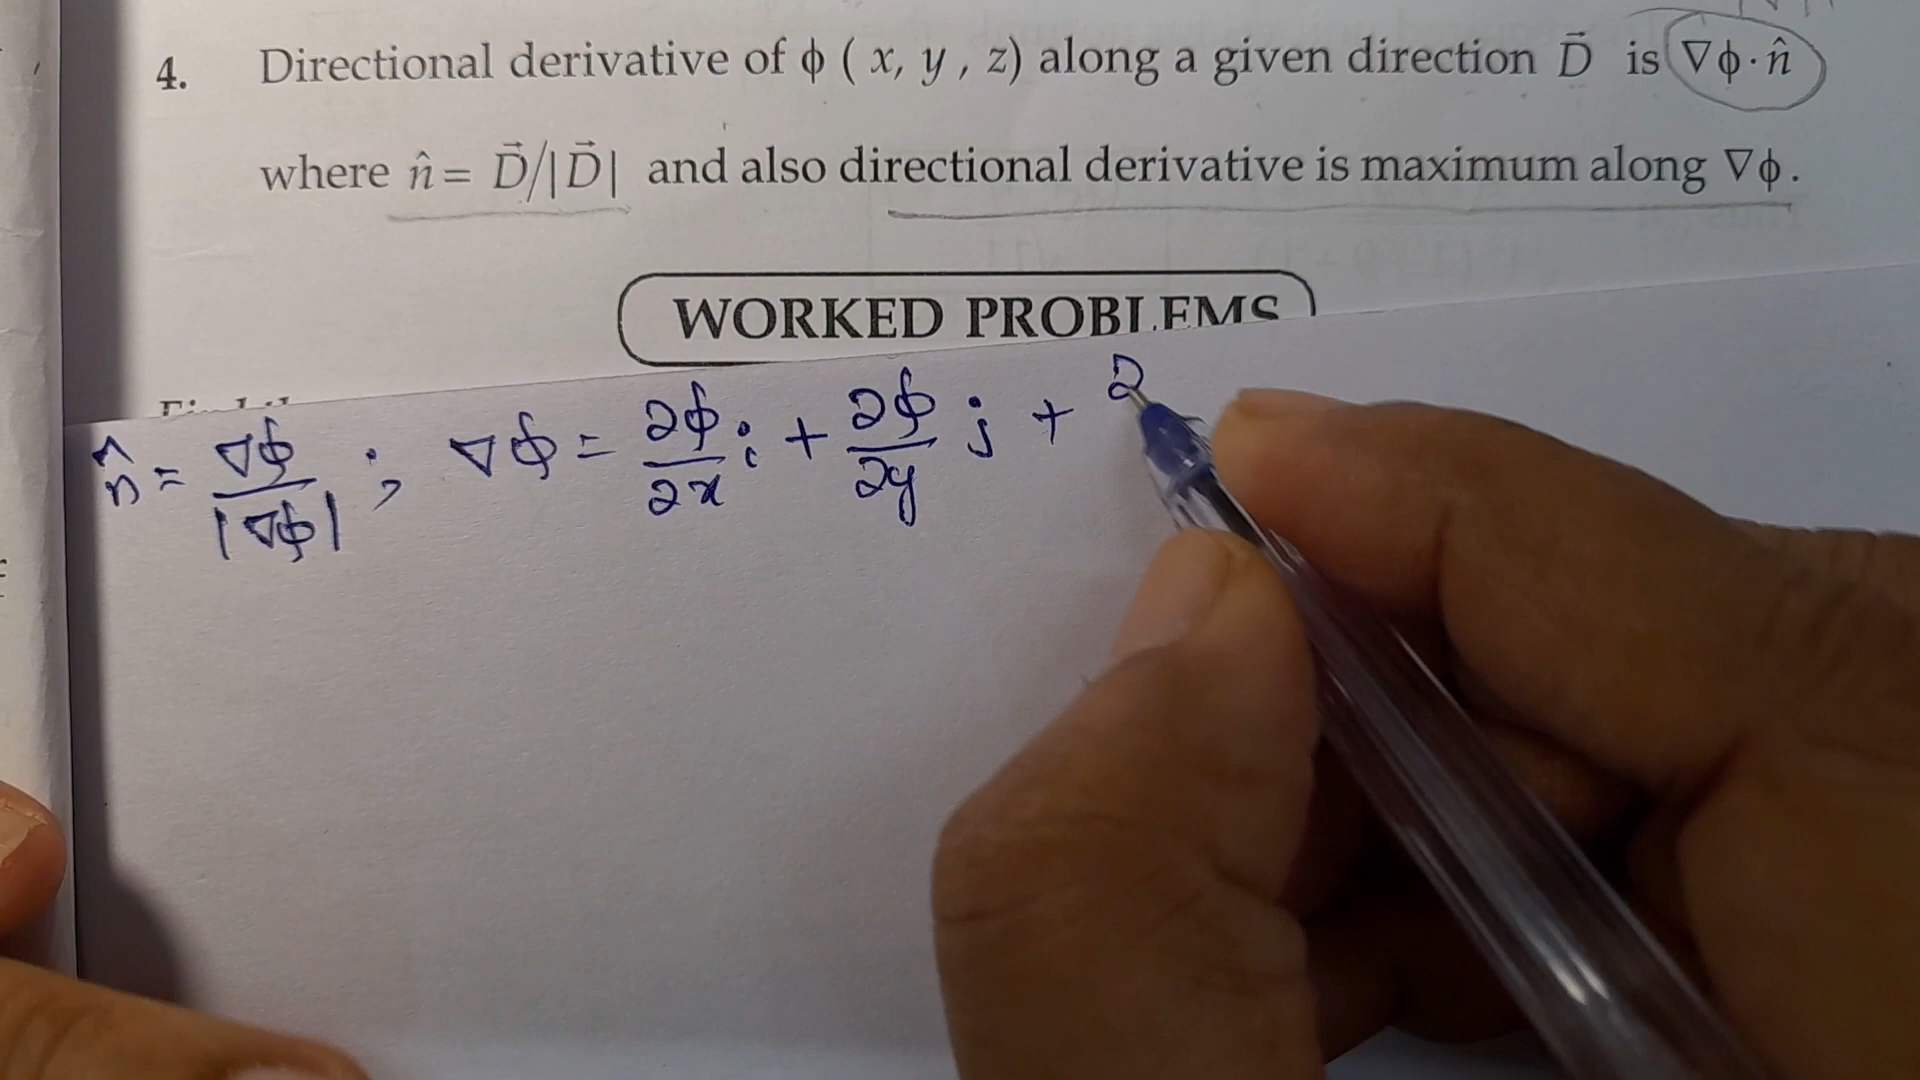 4. Directional derivative of ϕ ( x, y , z) along a given direction D⃗ is ∇ϕ·n̂
where n̂ = D⃗/|D⃗| and also directional derivative is maximum along ∇ϕ.
WORKED PROBLEMS
n̂ = ∇ϕ/|∇ϕ| ; ∇ϕ = ∂ϕ/∂x i + ∂ϕ/∂y j + ∂